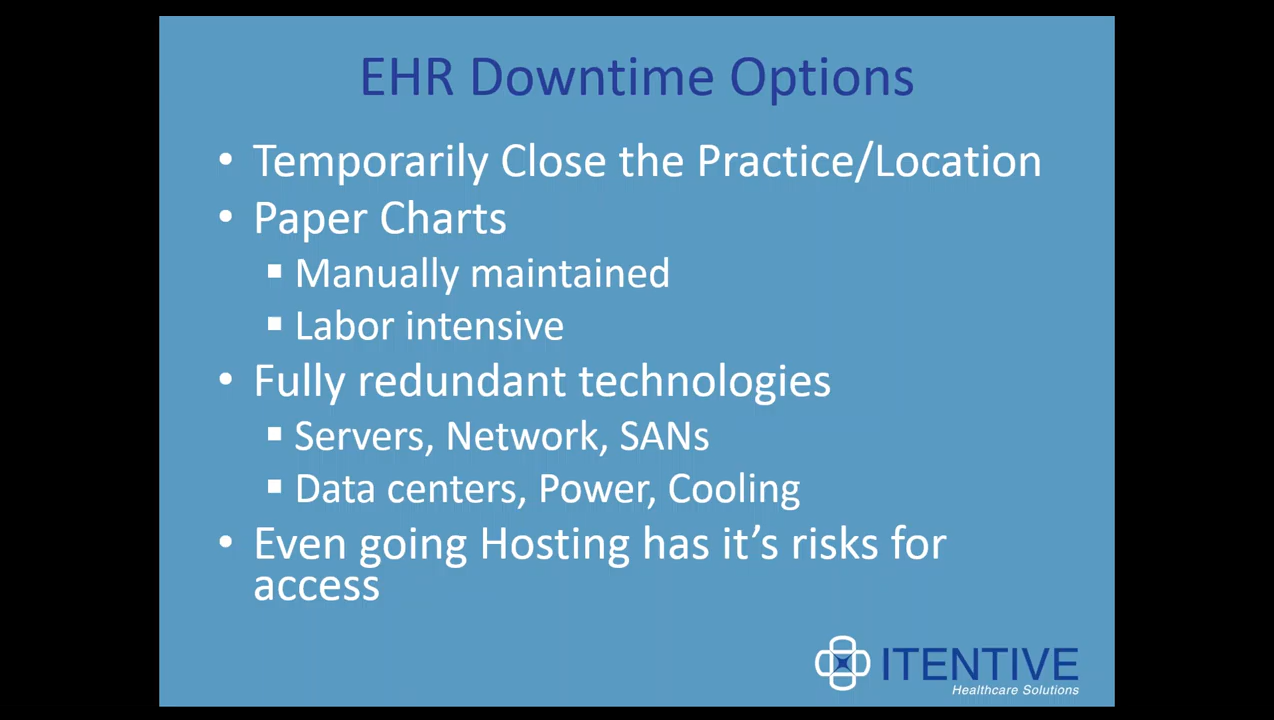 EHR Downtime Options
• Temporarily Close the Practice/Location
• Paper Charts
▪ Manually maintained
▪ Labor intensive
• Fully redundant technologies
▪ Servers, Network, SANs
▪ Data centers, Power, Cooling
• Even going Hosting has it's risks for
access
ITENTIVE
Healthcare Solutions